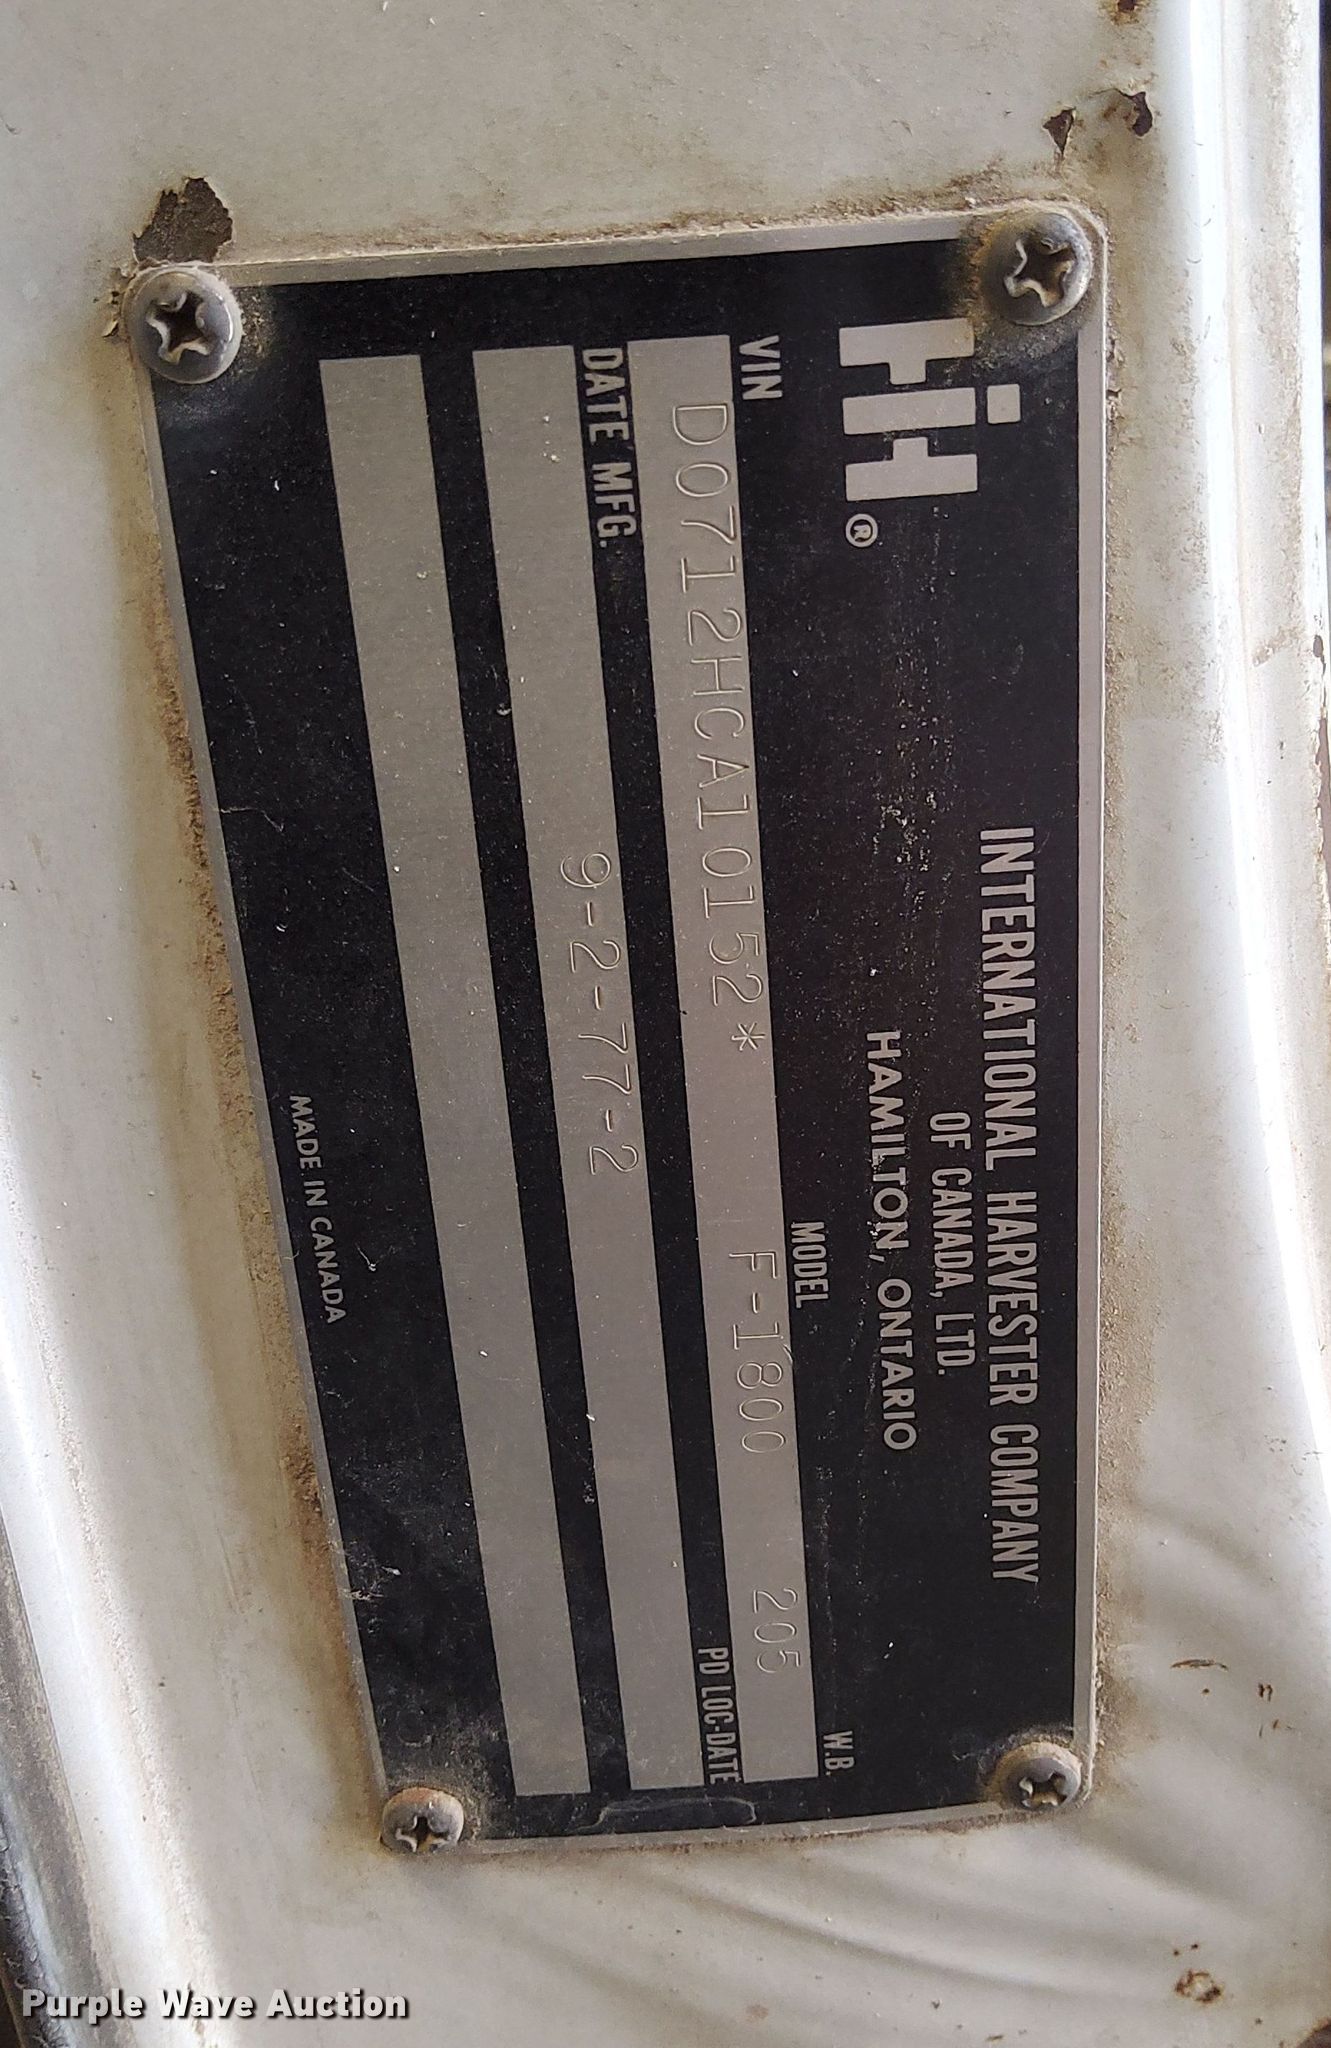 IH ®
INTERNATIONAL HARVESTER COMPANY
OF CANADA, LTD.
HAMILTON, ONTARIO
VIN MODEL W.B.
D0712HCA10152* F-1800 205
DATE MFG. PD LOC-DATE
9-2-77-2
MADE IN CANADA
Purple Wave Auction